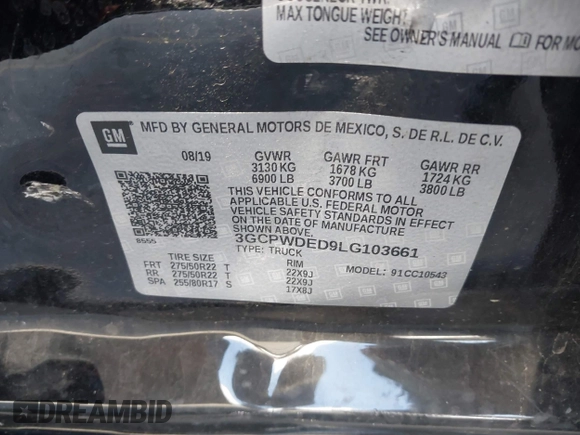 MAX TONGUE WEIGHT
SEE OWNER'S MANUAL FOR MO
GM
MFD BY GENERAL MOTORS DE MEXICO, S. DE R.L. DE C.V.
08/19 GVWR GAWR FRT GAWR RR
3130 KG 1678 KG 1724 KG
6900 LB 3700 LB 3800 LB
THIS VEHICLE CONFORMS TO ALL
APPLICABLE U.S. FEDERAL MOTOR
VEHICLE SAFETY STANDARDS IN EFFECT
ON THE DATE OF MANUFACTURE SHOWN ABOVE.
3GCPWDED9LG103661
8555
TYPE: TRUCK
TIRE SIZE RIM MODEL: 91CC10543
FRT 275/50R22 T 22X9J
RR 275/50R22 T 22X9J
SPA 255/80R17 S 17X8J
DREAMBID